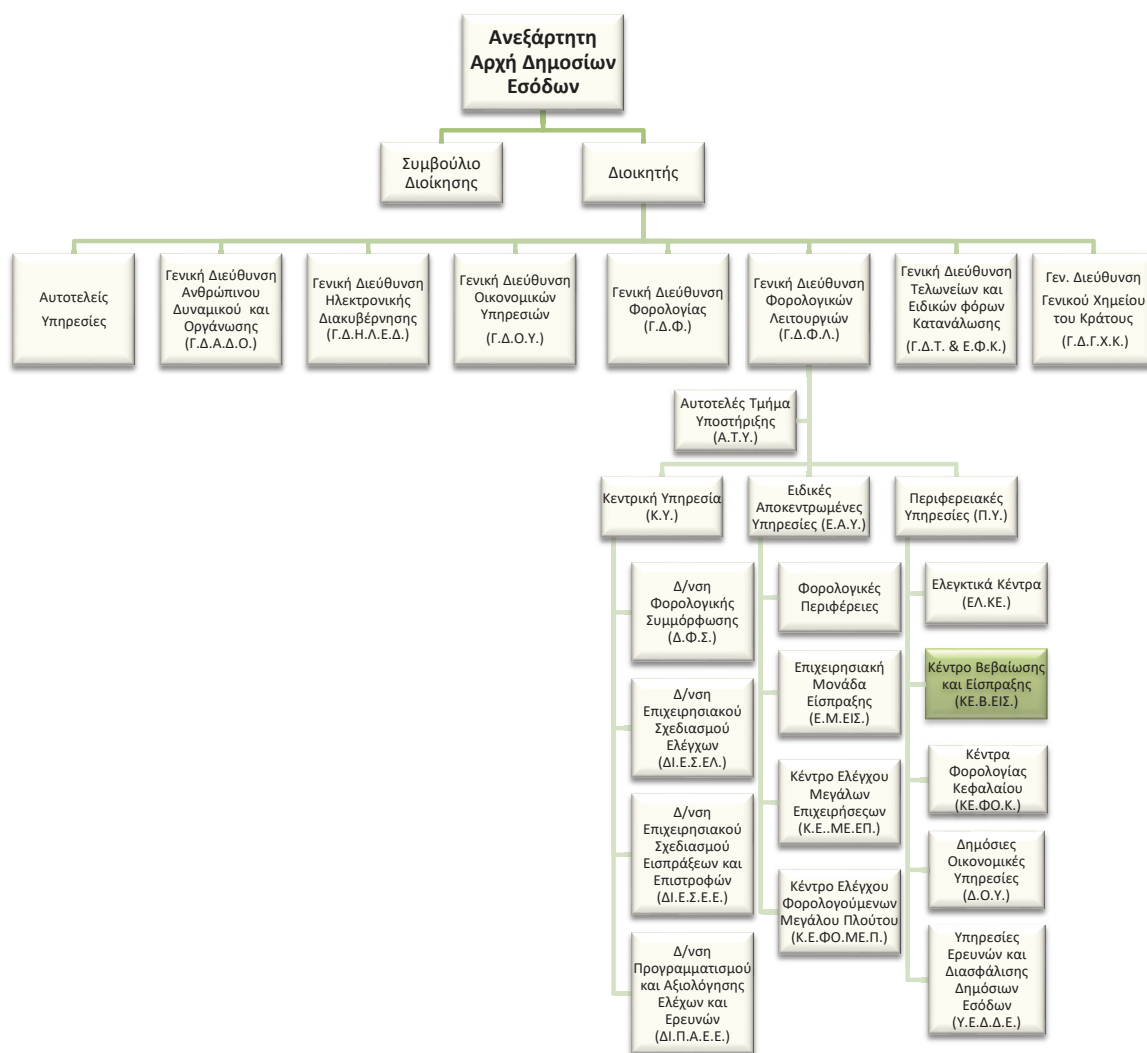 Ανεξάρτητη
Αρχή Δημοσίων
Εσόδων
Συμβούλιο
Διοίκησης
Διοικητής
Αυτοτελείς
Υπηρεσίες
Γενική Διεύθυνση
Ανθρώπινου
Δυναμικού και
Οργάνωσης
(Γ.Δ.Α.Δ.Ο.)
Γενική Διεύθυνση
Ηλεκτρονικής
Διακυβέρνησης
(Γ.Δ.Η.Λ.Ε.Δ.)
Γενική Διεύθυνση
Οικονομικών
Υπηρεσιών
(Γ.Δ.Ο.Υ.)
Γενική Διεύθυνση
Φορολογίας
(Γ.Δ.Φ.)
Γενική Διεύθυνση
Φορολογικών
Λειτουργιών
(Γ.Δ.Φ.Λ.)
Γενική Διεύθυνση
Τελωνείων και
Ειδικών φόρων
Κατανάλωσης
(Γ.Δ.Τ. & Ε.Φ.Κ.)
Γεν. Διεύθυνση
Γενικού Χημείου
του Κράτους
(Γ.Δ.Γ.Χ.Κ.)
Αυτοτελές Τμήμα
Υποστήριξης
(Α.Τ.Υ.)
Κεντρική Υπηρεσία
(Κ.Υ.)
Δ/νση
Φορολογικής
Συμμόρφωσης
(Δ.Φ.Σ.)
Δ/νση
Επιχειρησιακού
Σχεδιασμού
Ελέγχων
(ΔΙ.Ε.Σ.ΕΛ.)
Δ/νση
Επιχειρησιακού
Σχεδιασμού
Εισπράξεων και
Επιστροφών
(ΔΙ.Ε.Σ.Ε.Ε.)
Δ/νση
Προγραμματισμού
και Αξιολόγησης
Ελέχων και
Ερευνών
(ΔΙ.Π.Α.Ε.Ε.)
Ειδικές
Αποκεντρωμένες
Υπηρεσίες (Ε.Α.Υ.)
Φορολογικές
Περιφέρειες
Επιχειρησιακή
Μονάδα
Είσπραξης
(Ε.Μ.ΕΙΣ.)
Κέντρο Ελέγχου
Μεγάλων
Επιχειρήσεςων
(Κ.Ε..ΜΕ.ΕΠ.)
Κέντρο Ελέγχου
Φορολογούμενων
Μεγάλου Πλούτου
(Κ.Ε.ΦΟ.ΜΕ.Π.)
Περιφερειακές
Υπηρεσίες (Π.Υ.)
Ελεγκτικά Κέντρα
(ΕΛ.ΚΕ.)
Κέντρο Βεβαίωσης
και Είσπραξης
(ΚΕ.Β.ΕΙΣ.)
Κέντρα
Φορολογίας
Κεφαλαίου
(ΚΕ.ΦΟ.Κ.)
Δημόσιες
Οικονομικές
Υπηρεσίες
(Δ.Ο.Υ.)
Υπηρεσίες
Ερευνών και
Διασφάλισης
Δημόσιων
Εσόδων
(Υ.Ε.Δ.Δ.Ε.)